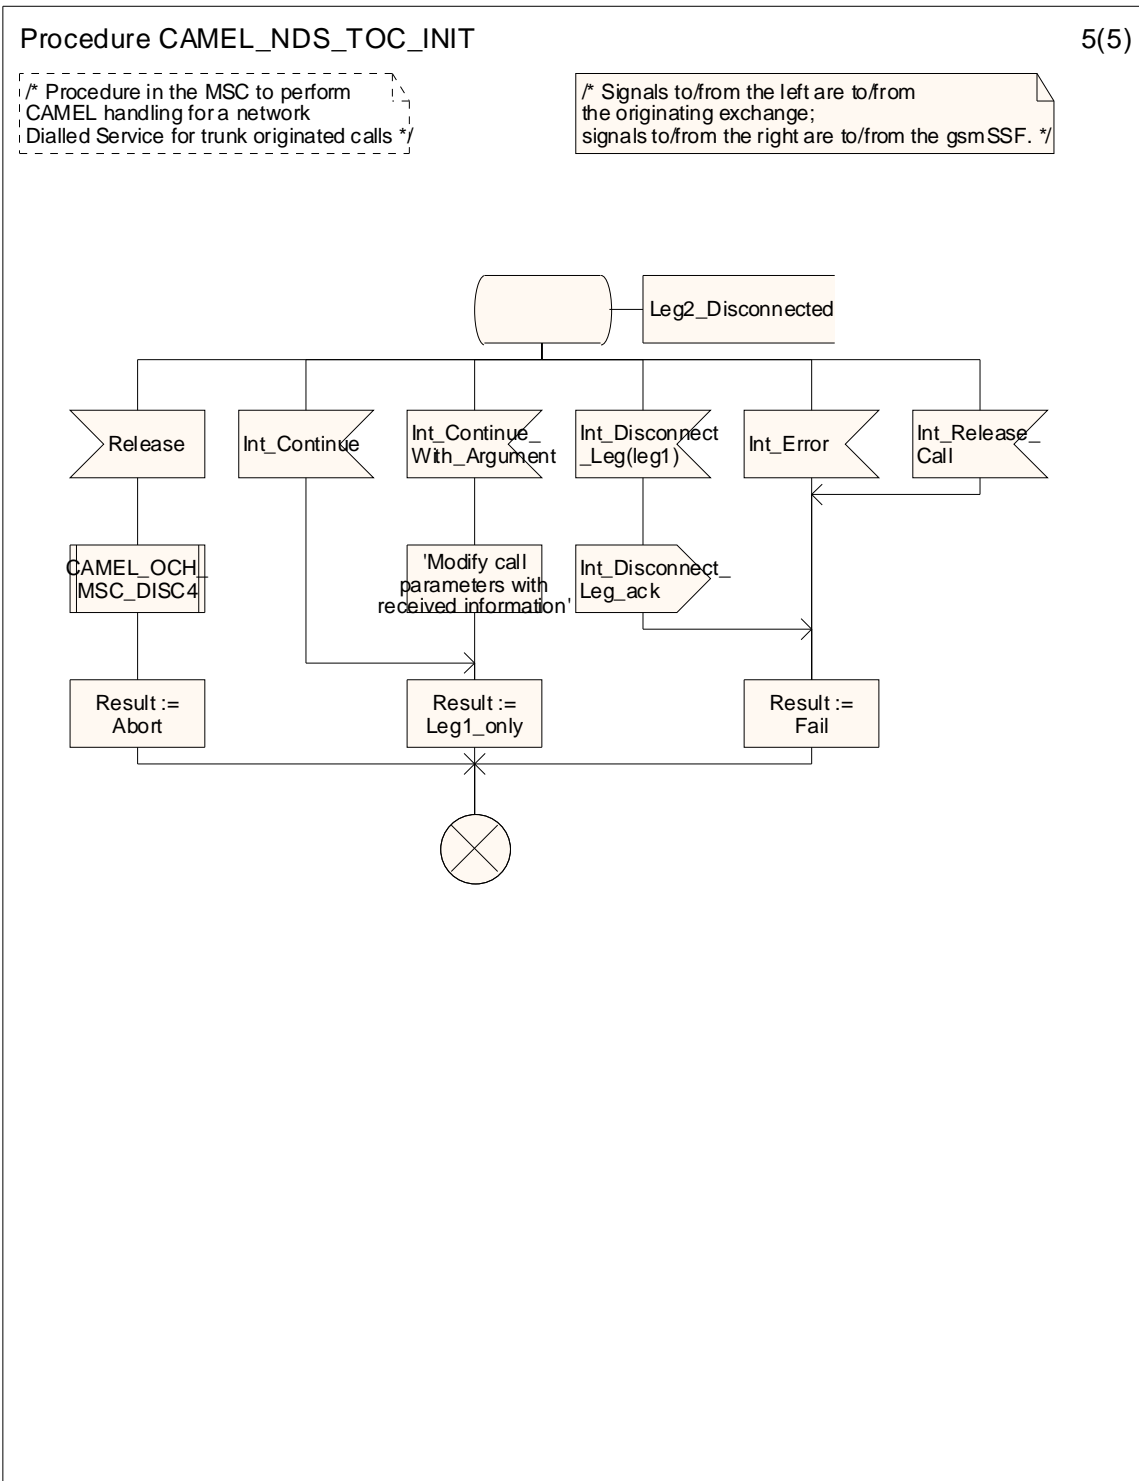 Procedure CAMEL_NDS_TOC_INIT
5(5)
/* Procedure in the MSC to perform
CAMEL handling for a network
Dialled Service for trunk originated calls */
/* Signals to/from the left are to/from
the originating exchange;
signals to/from the right are to/from the gsmSSF. */
Leg2_Disconnected
Release
Int_Continue
Int_Continue_
With_Argument
Int_Disconnect
_Leg(leg1)
Int_Error
Int_Release_
Call
CAMEL_OCH_
MSC_DISC4
'Modify call
parameters with
received information'
Int_Disconnect_
Leg_ack
Result :=
Abort
Result :=
Leg1_only
Result :=
Fail